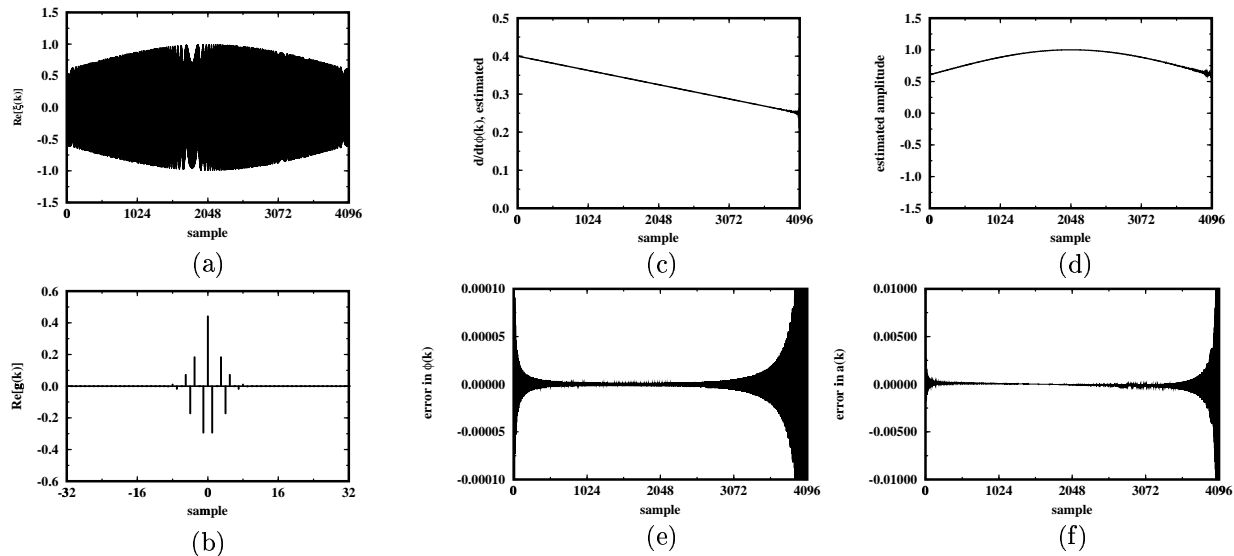 1.5
1.0
0.5
0.0
-0.5
-1.0
-1.5
Re[ξ(k)]
0 1024 2048 3072 4096
sample
(a)
0.5
0.4
0.3
0.2
0.1
0.0
d/dtϕ(k), estimated
0 1024 2048 3072 4096
sample
(c)
1.5
1.0
0.5
0.0
-0.5
-1.0
-1.5
estimated amplitude
0 1024 2048 3072 4096
sample
(d)
0.6
0.4
0.2
0.0
-0.2
-0.4
-0.6
Re[g(k)]
-32 -16 0 16 32
sample
(b)
0.00010
0.00005
0.00000
-0.00005
-0.00010
error in ϕ(k)
0 1024 2048 3072 4096
sample
(e)
0.01000
0.00500
0.00000
-0.00500
-0.01000
error in a(k)
0 1024 2048 3072 4096
sample
(f)